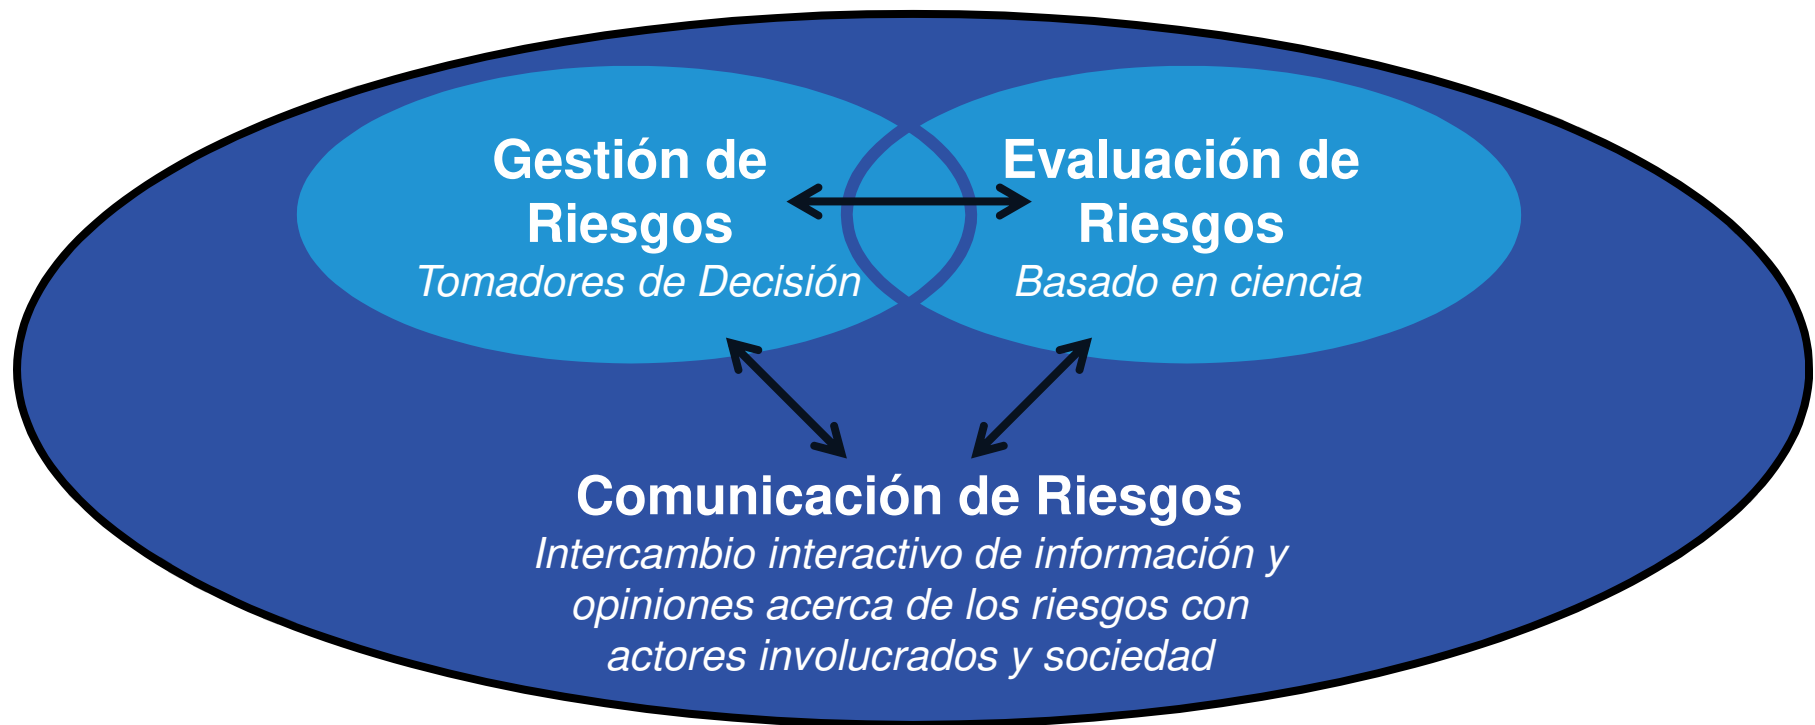 Gestión de
Riesgos
Tomadores de Decisión
Evaluación de
Riesgos
Basado en ciencia
Comunicación de Riesgos
Intercambio interactivo de información y
opiniones acerca de los riesgos con
actores involucrados y sociedad